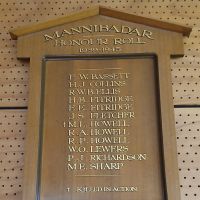 MANNIBADAR
HONOUR ROLL
1939-1945
F. W. BASSETT
H. J. COLLINS
R. W. B. ELLIS
H. B. ETTRIDGE
F. E. ETTRIDGE
J. S. FLETCHER
† M. L. HOWELL
R. A. HOWELL
R. P. HOWELL
W. O. LEWERS
P. J. RICHARDSON
M. E. SHARP
† KILLED IN ACTION